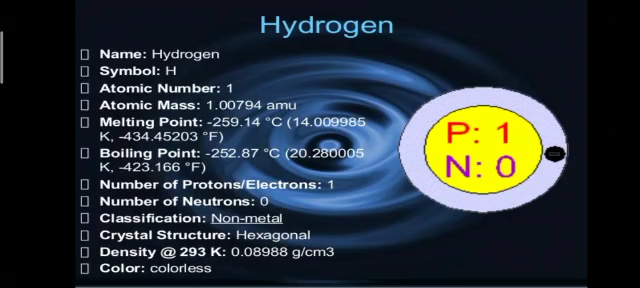 Hydrogen
Name: Hydrogen
Symbol: H
Atomic Number: 1
Atomic Mass: 1.00794 amu
Melting Point: -259.14 °C (14.009985
K, -434.45203 °F)
Boiling Point: -252.87 °C (20.280005
K, -423.166 °F)
Number of Protons/Electrons: 1
Number of Neutrons: 0
Classification: Non-metal
Crystal Structure: Hexagonal
Density @ 293 K: 0.08988 g/cm3
Color: colorless
P: 1
N: 0